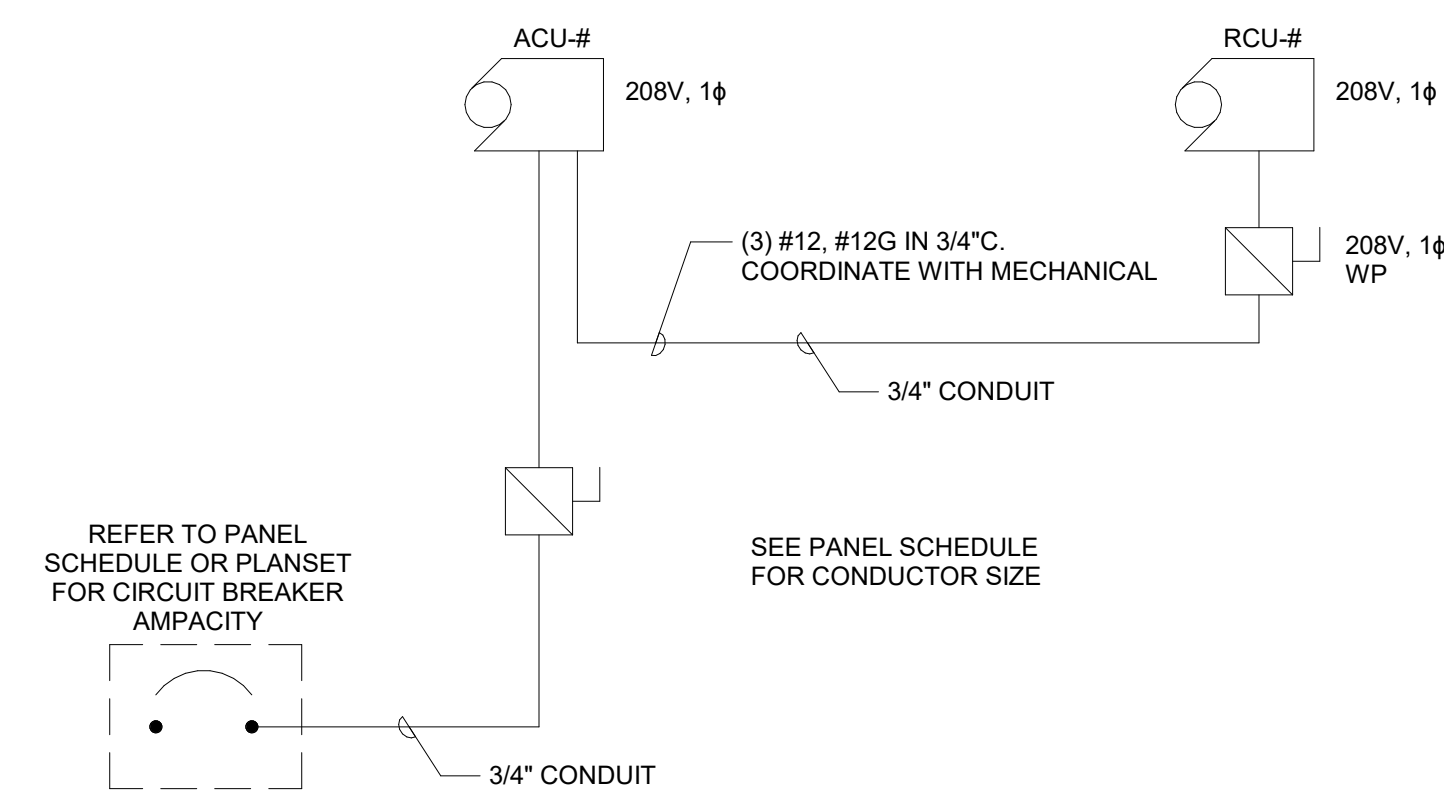 ACU-#
208V, 1ϕ
RCU-#
208V, 1ϕ
(3) #12, #12G IN 3/4"C.
COORDINATE WITH MECHANICAL
208V, 1ϕ
WP
3/4" CONDUIT
REFER TO PANEL
SCHEDULE OR PLANSET
FOR CIRCUIT BREAKER
AMPACITY
SEE PANEL SCHEDULE
FOR CONDUCTOR SIZE
3/4" CONDUIT